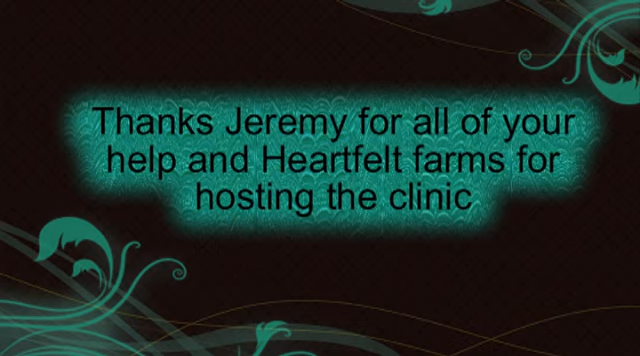 Thanks Jeremy for all of your
help and Heartfelt farms for
hosting the clinic